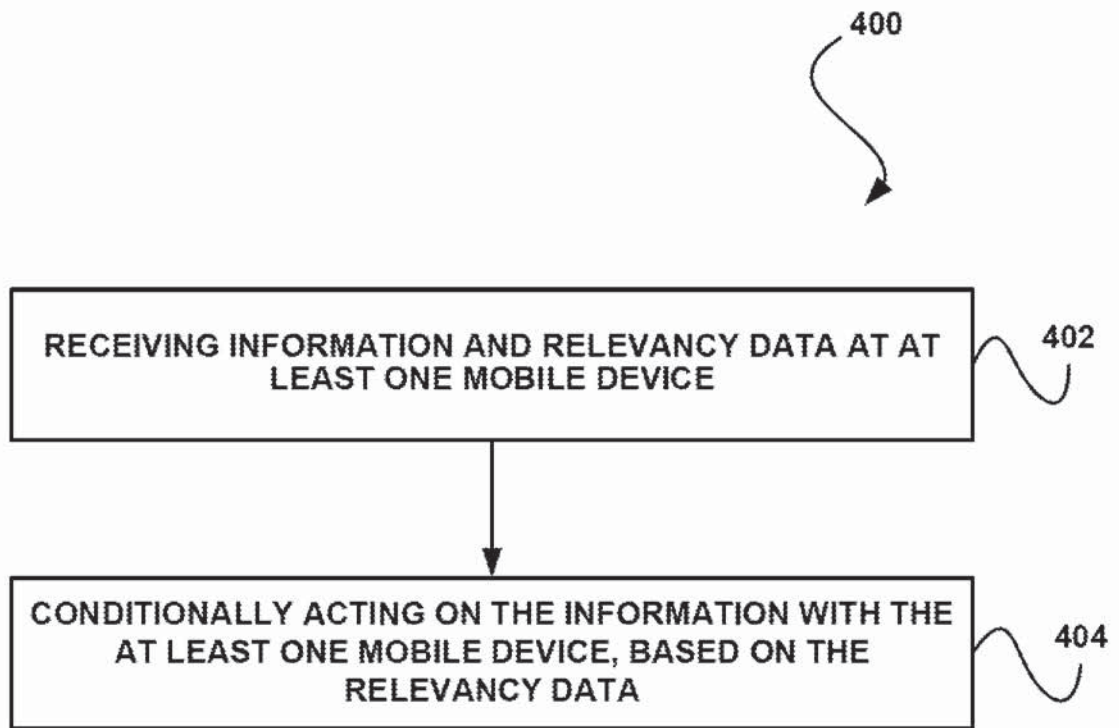 400
RECEIVING INFORMATION AND RELEVANCY DATA AT AT
LEAST ONE MOBILE DEVICE
402
CONDITIONALLY ACTING ON THE INFORMATION WITH THE
AT LEAST ONE MOBILE DEVICE, BASED ON THE
RELEVANCY DATA
404